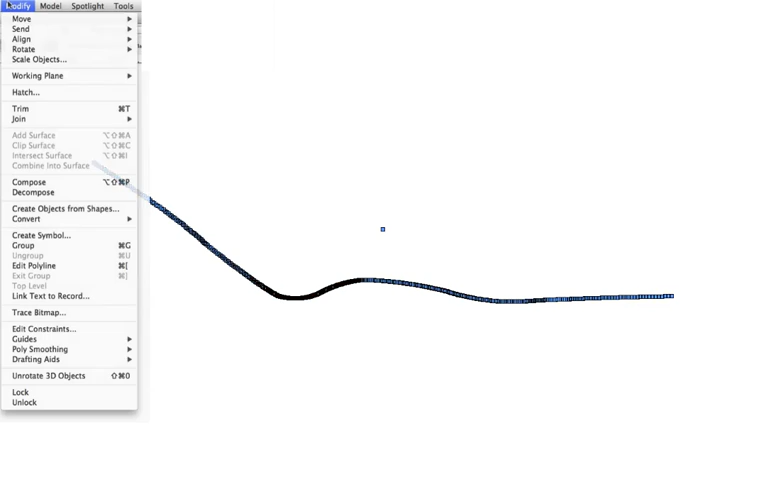 Modify Model Spotlight Tools
Move
Send
Align
Rotate
Scale Objects...
Working Plane
Hatch...
Trim ⌘T
Join
Add Surface ⌥⇧⌘A
Clip Surface ⌥⇧⌘C
Intersect Surface ⌥⇧⌘I
Combine Into Surface
Compose ⌥⇧⌘P
Decompose
Create Objects from Shapes...
Convert
Create Symbol...
Group ⌘G
Ungroup ⌘U
Edit Polyline ⌘[
Exit Group ⌘]
Top Level
Link Text to Record...
Trace Bitmap...
Edit Constraints...
Guides
Poly Smoothing
Drafting Aids
Unrotate 3D Objects ⇧⌘0
Lock
Unlock